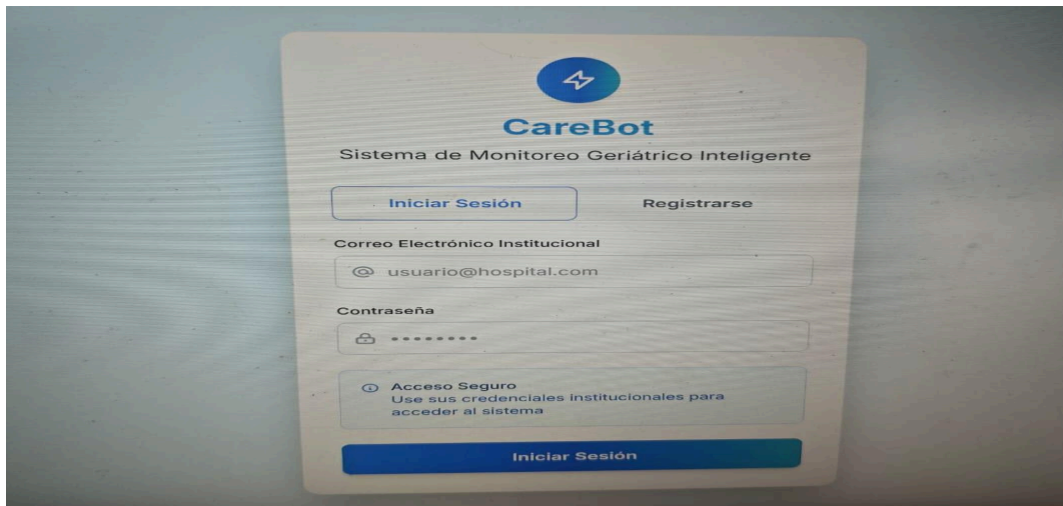 CareBot
Sistema de Monitoreo Geriátrico Inteligente
Iniciar Sesión
Registrarse
Correo Electrónico Institucional
usuario@hospital.com
Contraseña
••••••••
Acceso Seguro
Use sus credenciales institucionales para
acceder al sistema
Iniciar Sesión